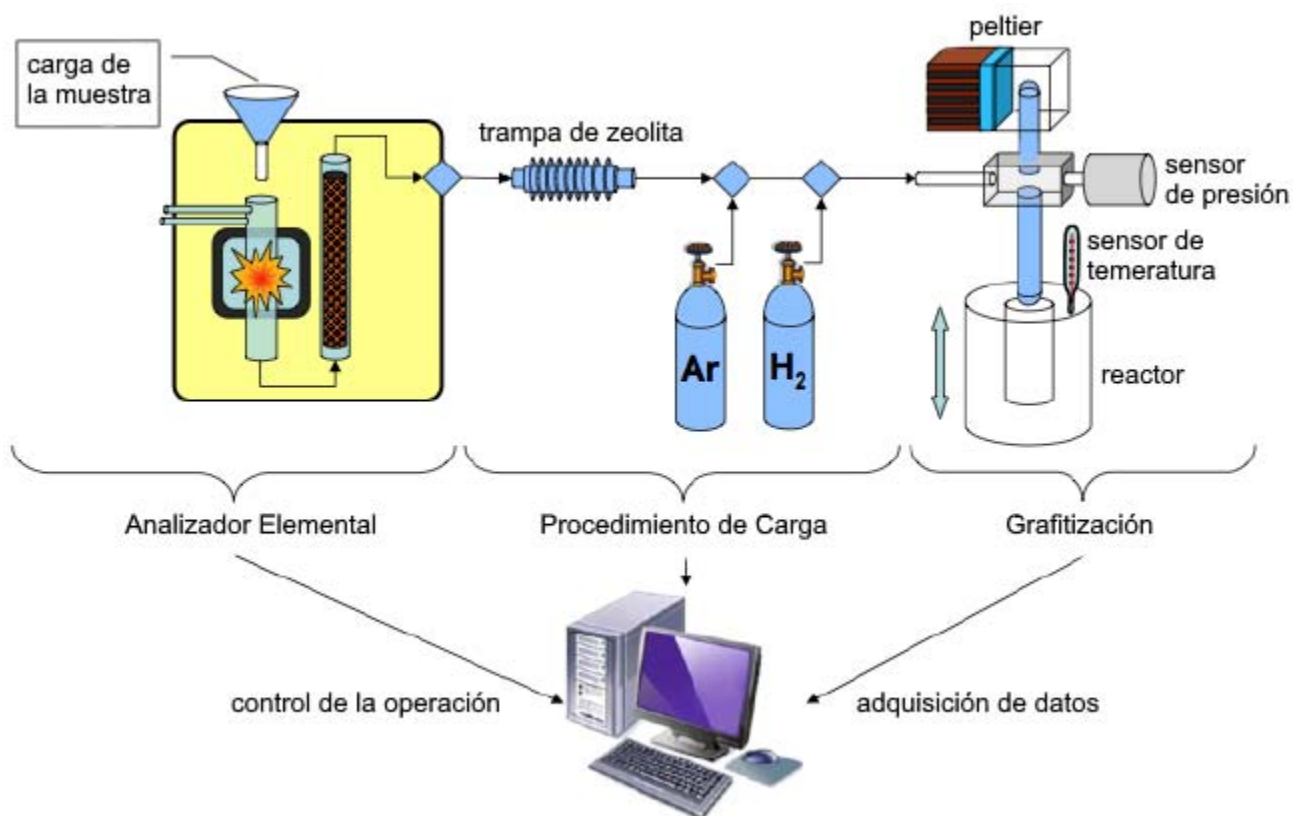 peltier
carga de
la muestra
trampa de zeolita
sensor
de presión
sensor de
temeratura
Ar
H₂
reactor
Analizador Elemental
Procedimiento de Carga
Grafitización
control de la operación
adquisición de datos